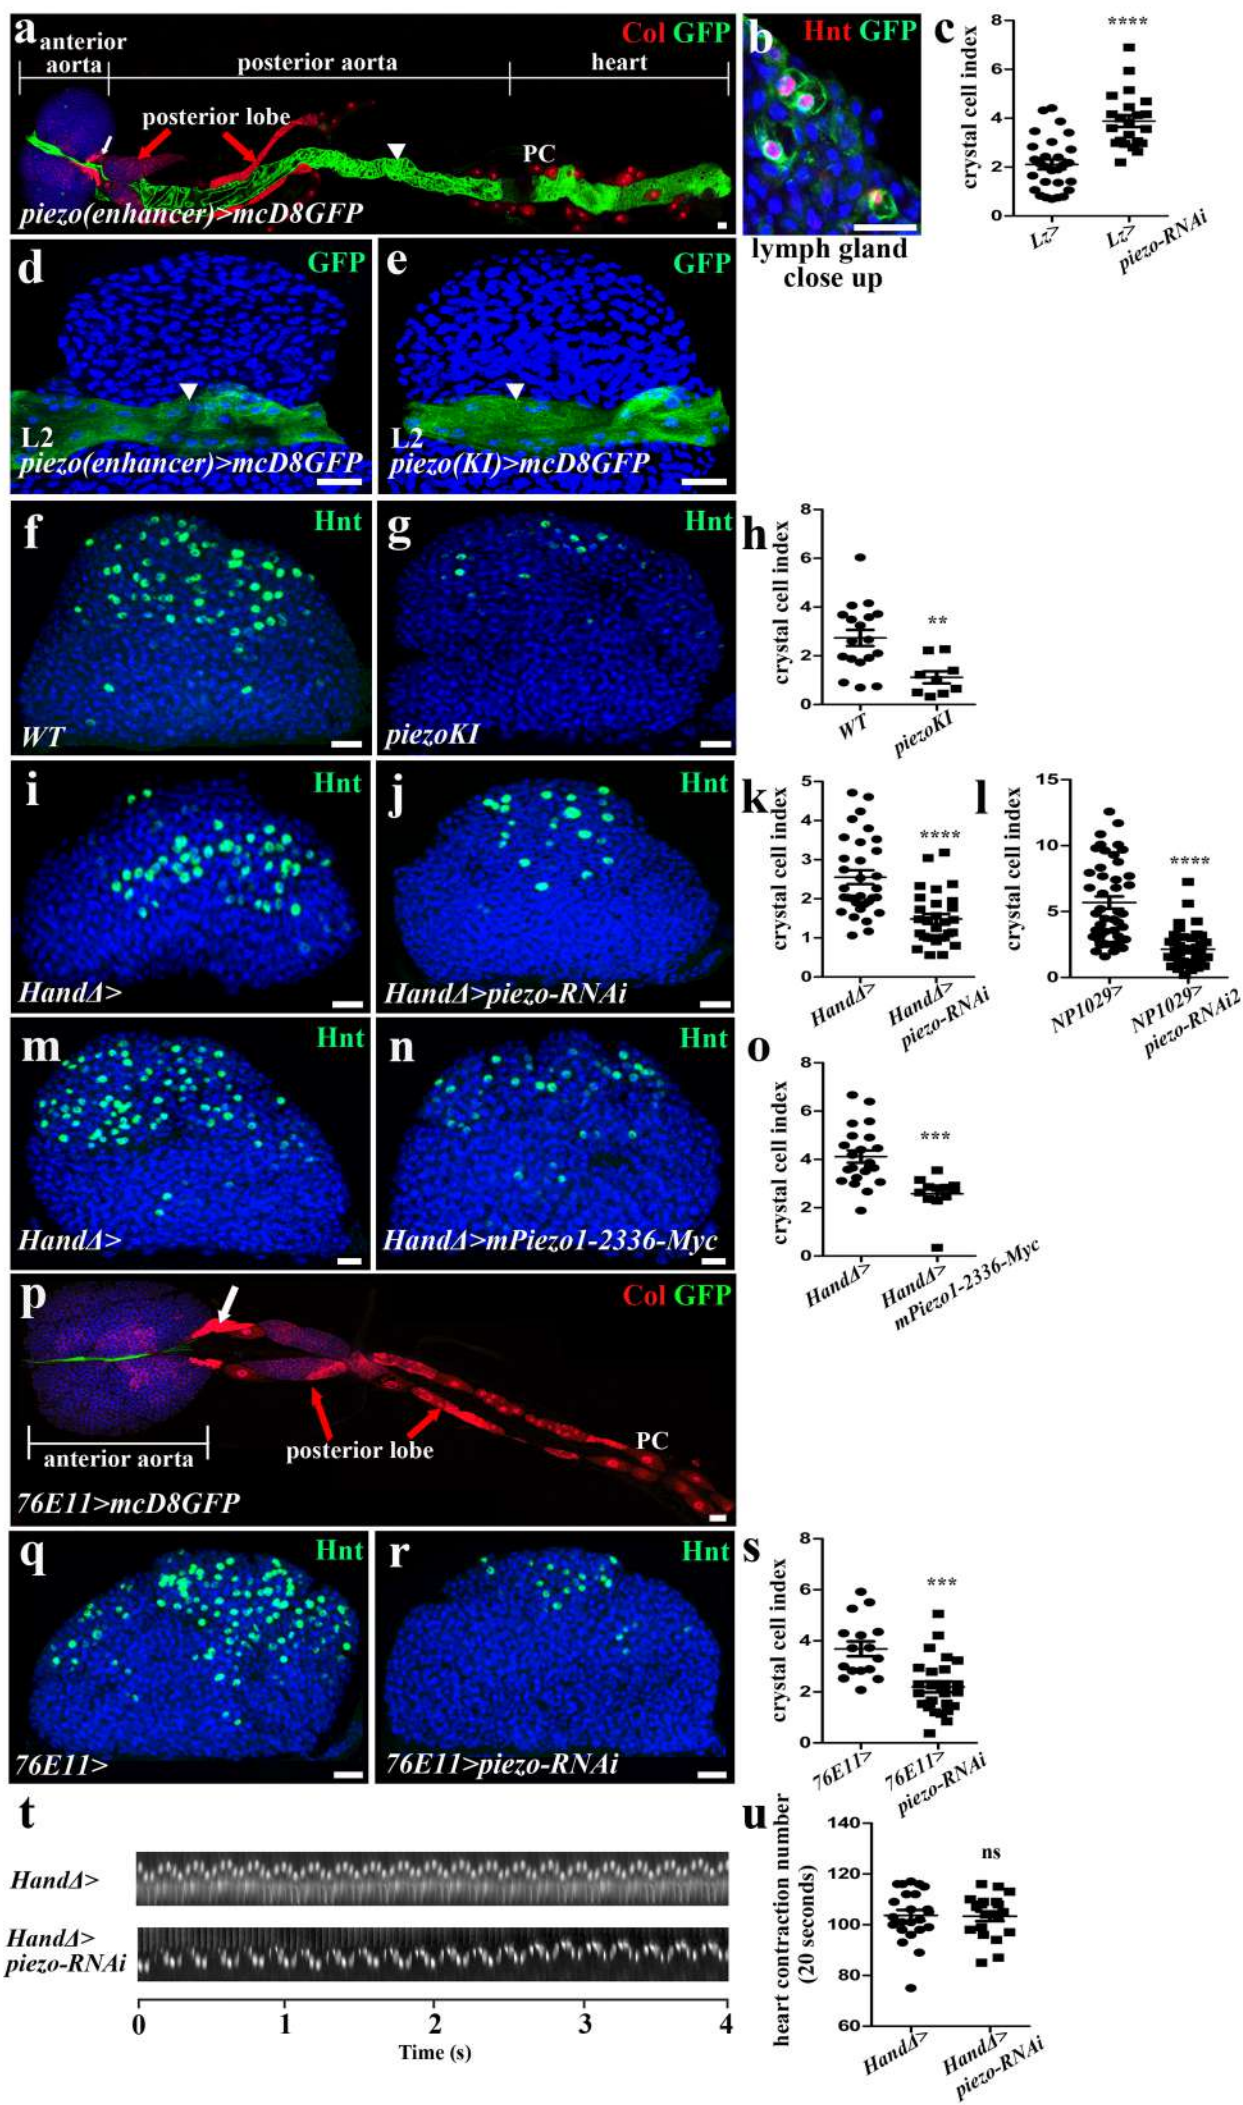 a
anterior
aorta
posterior aorta
heart
Col GFP
posterior lobe
PC
piezo(enhancer)>mcD8GFP
b
Hnt GFP
lymph gland
close up
c
crystal cell index
8
6
4
2
0
****
Lz>
Lz>
piezo-RNAi
d
GFP
L2
piezo(enhancer)>mcD8GFP
e
GFP
L2
piezo(KI)>mcD8GFP
f
Hnt
WT
g
Hnt
piezoKI
h
crystal cell index
8
6
4
2
0
**
WT
piezoKI
i
Hnt
HandΔ>
j
Hnt
HandΔ>piezo-RNAi
k
crystal cell index
5
4
3
2
1
0
****
HandΔ>
HandΔ>
piezo-RNAi
l
crystal cell index
15
10
5
0
****
NP1029>
NP1029>
piezo-RNAi2
m
Hnt
HandΔ>
n
Hnt
HandΔ>mPiezo1-2336-Myc
o
crystal cell index
8
6
4
2
0
***
HandΔ>
HandΔ>
mPiezo1-2336-Myc
p
Col GFP
anterior aorta
posterior lobe
PC
76E11>mcD8GFP
q
Hnt
76E11>
r
Hnt
76E11>piezo-RNAi
s
crystal cell index
8
6
4
2
0
***
76E11>
76E11>
piezo-RNAi
t
HandΔ>
HandΔ>
piezo-RNAi
0 1 2 3 4
Time (s)
u
heart contraction number
(20 seconds)
140
120
100
80
60
ns
HandΔ>
HandΔ>
piezo-RNAi